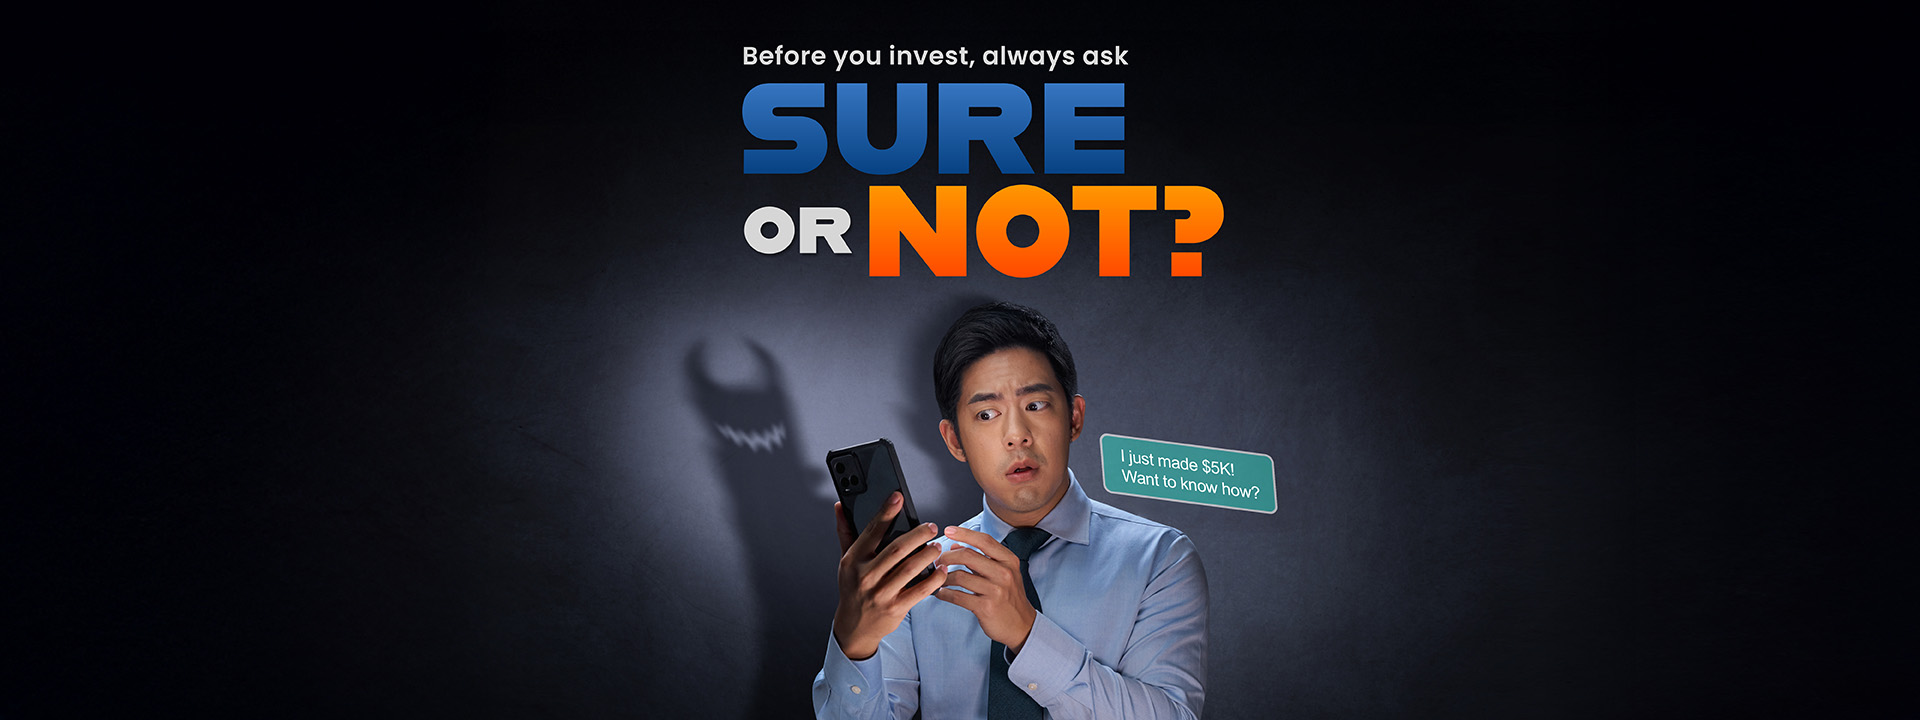 Before you invest, always ask
SURE
OR NOT?
I just made $5K!
Want to know how?